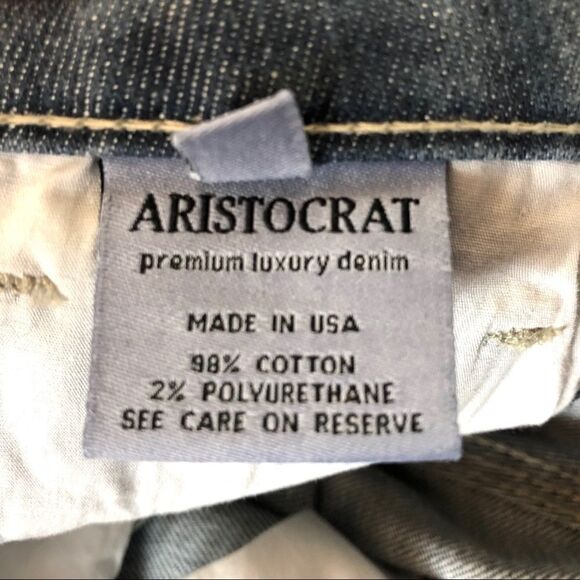 ARISTOCRAT
premium luxury denim
MADE IN USA
98% COTTON
2% POLYURETHANE
SEE CARE ON RESERVE